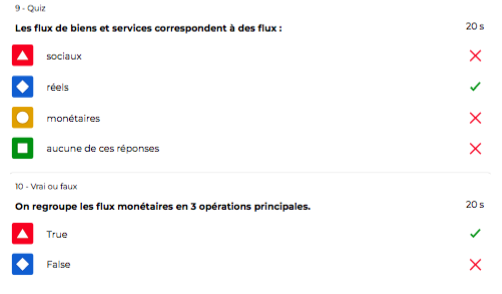 9 - Quiz
Les flux de biens et services correspondent à des flux : 20 s
sociaux
réels
monétaires
aucune de ces réponses
10 - Vrai ou faux
On regroupe les flux monétaires en 3 opérations principales. 20 s
True
False